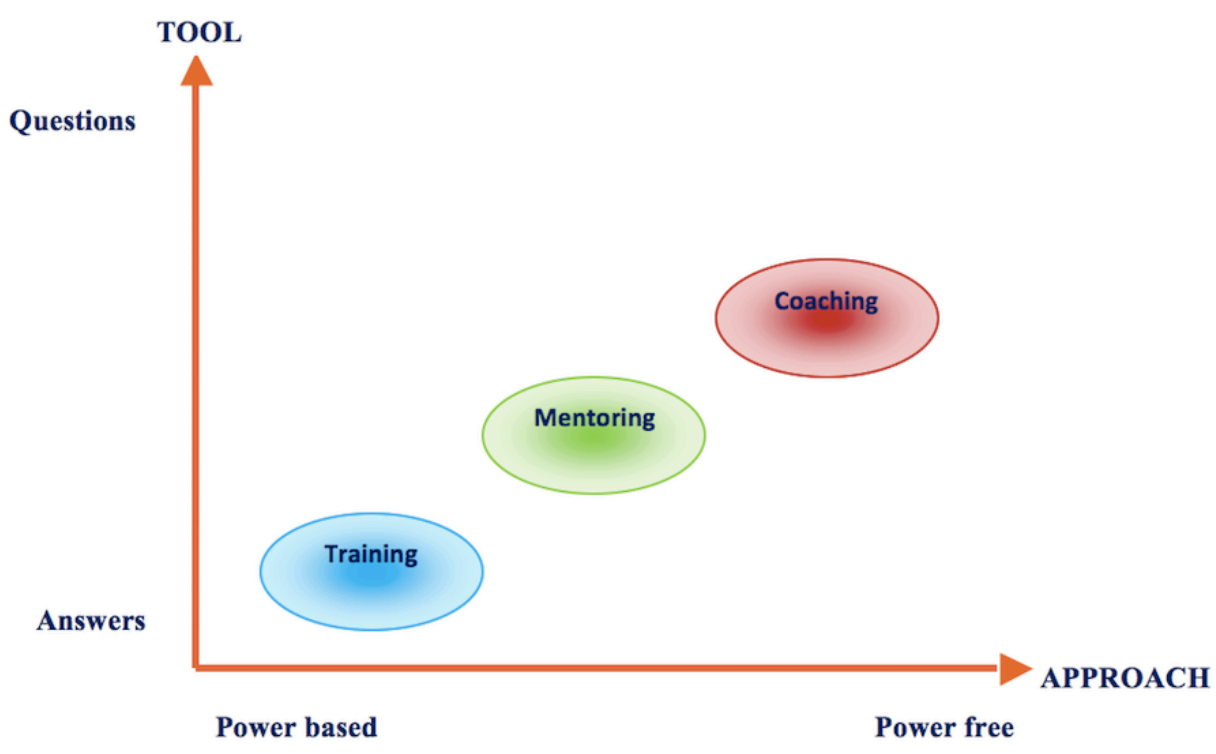 TOOL
Questions
Coaching
Mentoring
Training
Answers
APPROACH
Power based
Power free